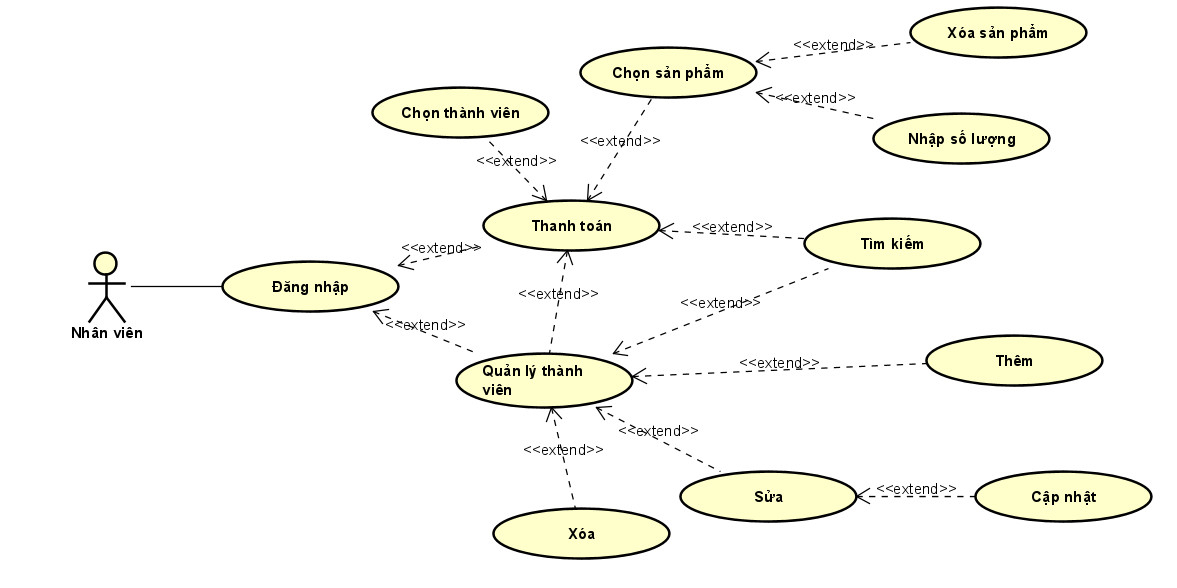 Xóa sản phẩm
<<extend>>
Chọn sản phẩm
<<extend>>
Chọn thành viên
Nhập số lượng
<<extend>>
<<extend>>
Thanh toán
<<extend>>
Tìm kiếm
<<extend>>
Đăng nhập
<<extend>>
<<extend>>
<<extend>>
Nhân viên
Quản lý thành
viên
<<extend>>
Thêm
<<extend>>
<<extend>>
Sửa
<<extend>>
Cập nhật
Xóa